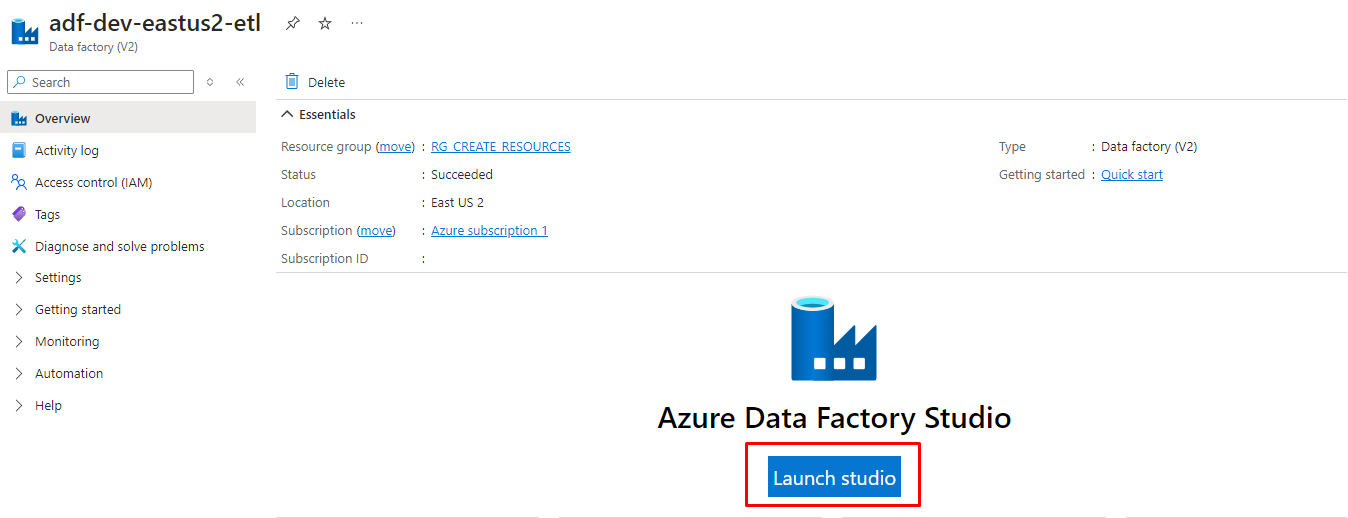 adf-dev-eastus2-etl
Data factory (V2)
Search
Delete
Overview
Activity log
Access control (IAM)
Tags
Diagnose and solve problems
Settings
Getting started
Monitoring
Automation
Help
Essentials
Resource group (move) : RG_CREATE_RESOURCES
Status : Succeeded
Location : East US 2
Subscription (move) : Azure subscription 1
Subscription ID :
Type : Data factory (V2)
Getting started : Quick start
Azure Data Factory Studio
Launch studio